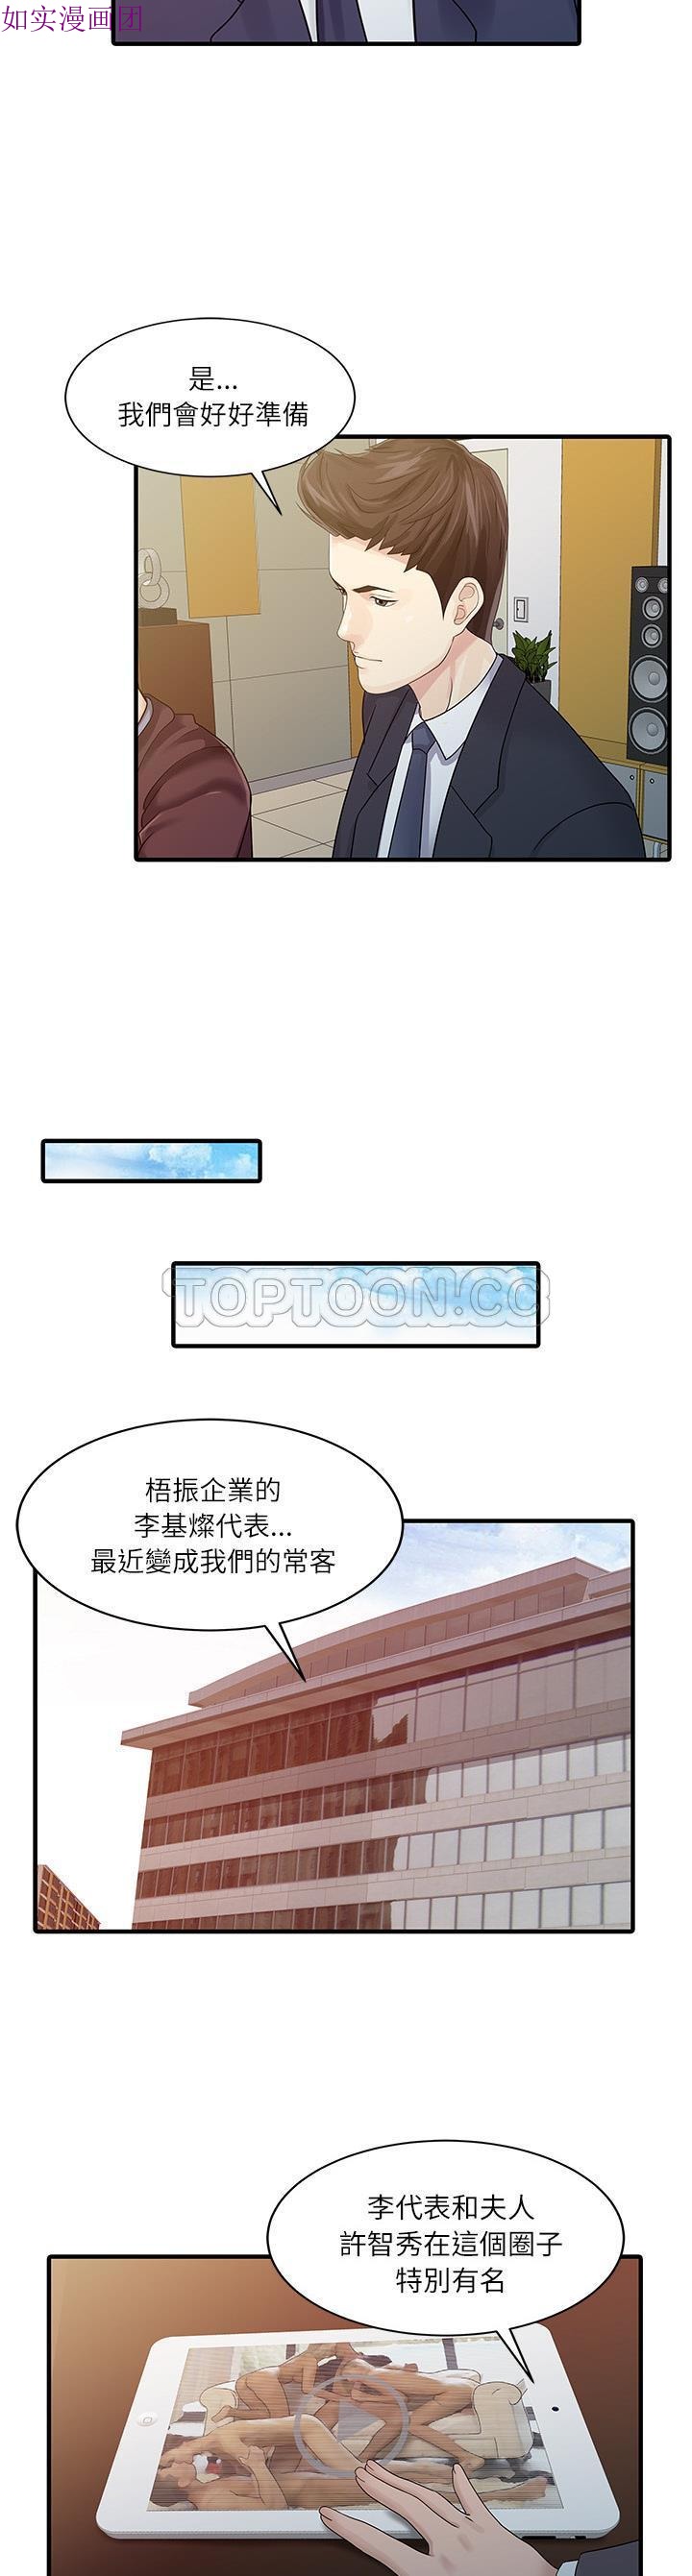 如实漫画团
是...
我們會好好準備
TOPTOON.CC
梧振企業的
李基燦代表...
最近變成我們的常客
李代表和夫人
許智秀在這個圈子
特別有名